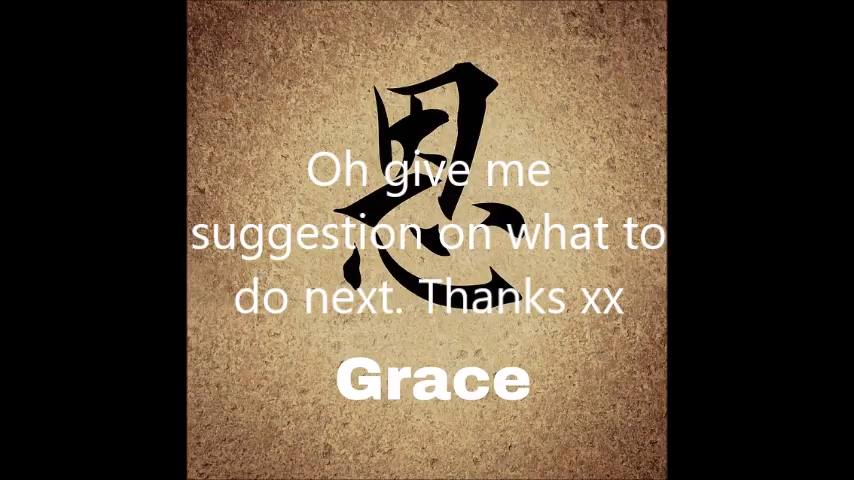 恩
Oh give me
suggestion on what to
do next. Thanks xx
Grace